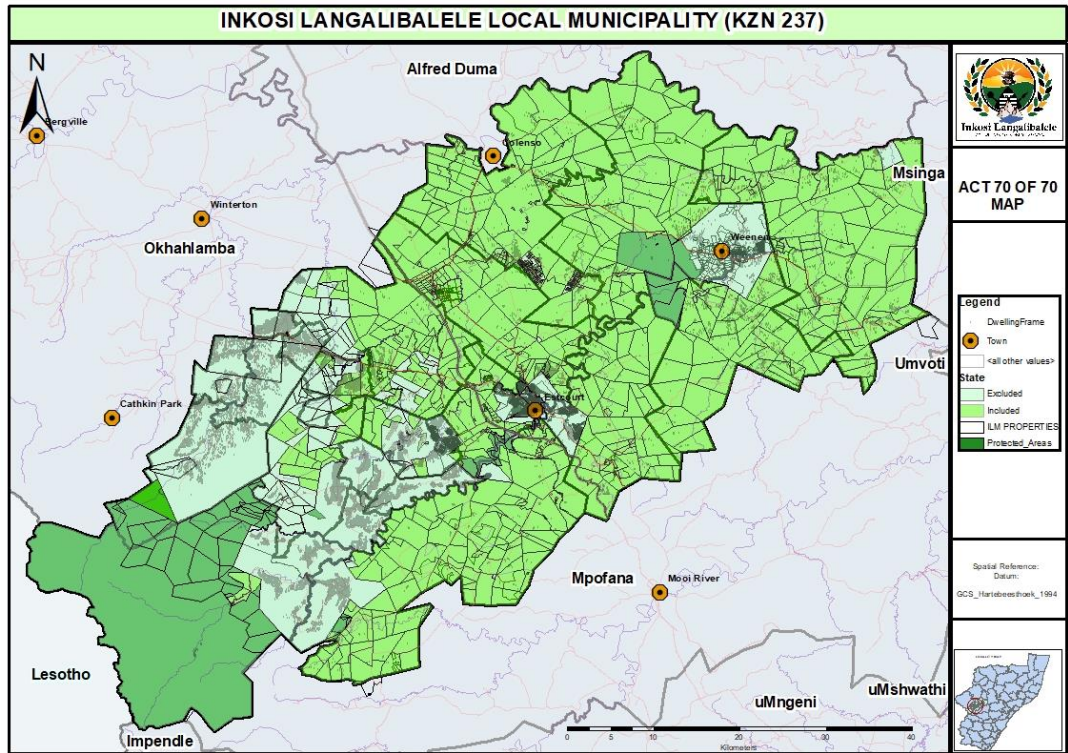 INKOSI LANGALIBALELE LOCAL MUNICIPALITY (KZN 237)
N
Alfred Duma
Bergville
Colenso
Msinga
Winterton
Okhahlamba
Weenen
Umvoti
Cathkin Park
Estcourt
Mpofana
Mooi River
Lesotho
uMshwathi
uMngeni
Impendle
0 5 10 20 30 40
Kilometers
Inkosi Langalibalele
ACT 70 OF 70
MAP
Legend
DwellingFrame
Town
<all other values>
State
Excluded
Included
ILM PROPERTIES
Protected_Areas
Spatial Reference:
Datum:
GCS_Hartebeesthoek_1994